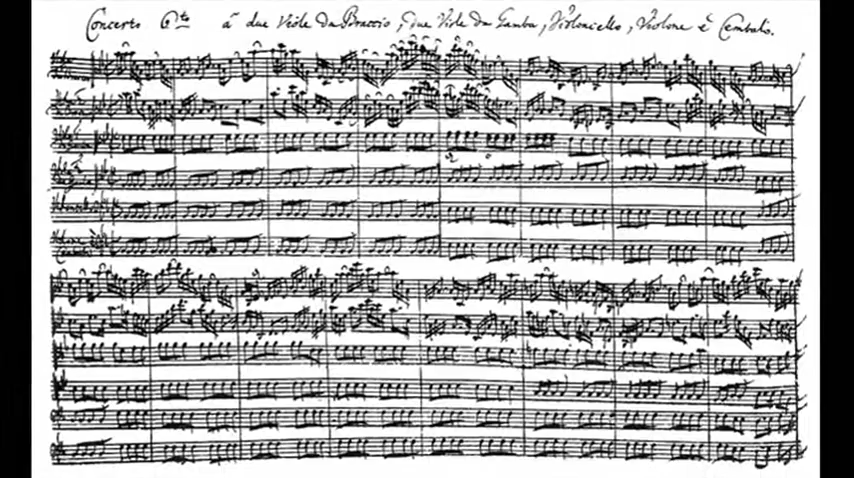 Concerto 6to à due Viole da Braccio, due Viole da Gamba, Violoncello, Violone è Cembalo.